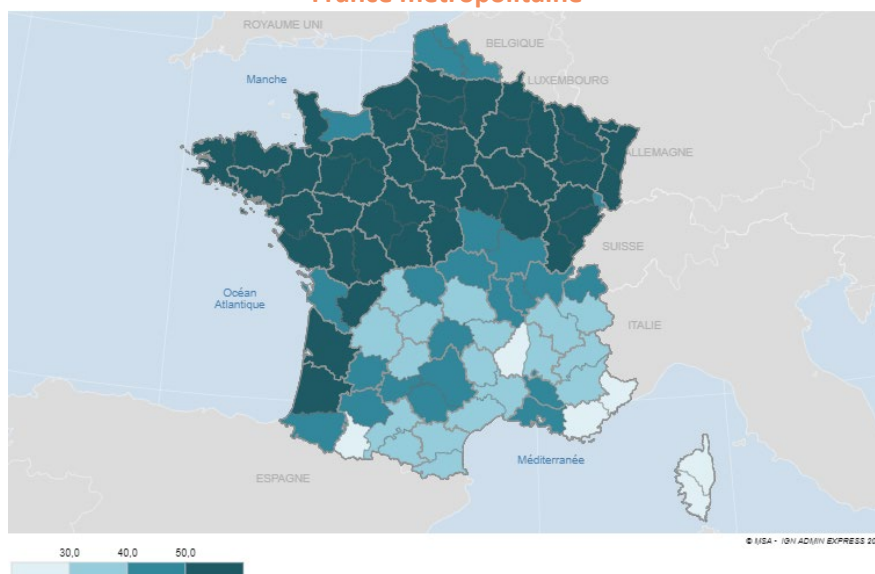 France métropolitaine
ROYAUME UNI
BELGIQUE
Manche
LUXEMBOURG
ALLEMAGNE
SUISSE
Océan
Atlantique
ITALIE
Méditerranée
ESPAGNE
© MSA - IGN ADMIN EXPRESS 20
30,0 40,0 50,0